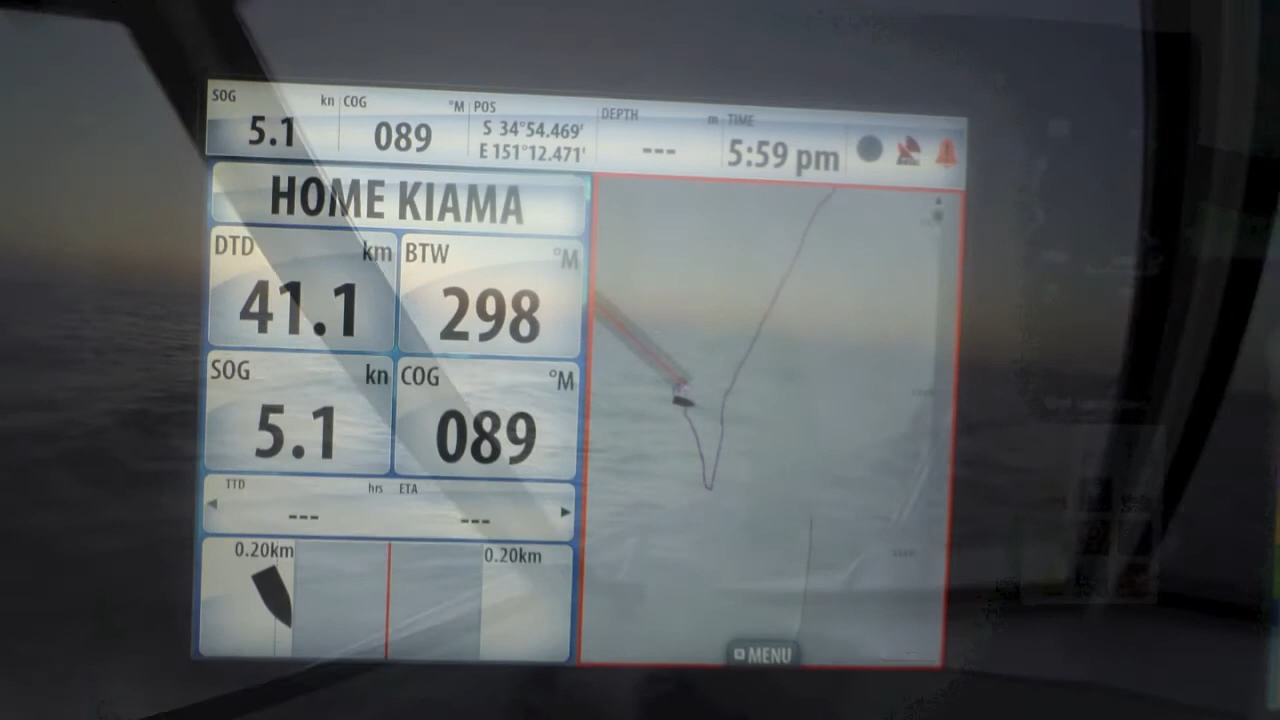 SOG kn COG °M POS DEPTH m TIME
5.1 089 S 34°54.469' E 151°12.471' --- 5:59 pm
HOME KIAMA
DTD km BTW °M
41.1 298
SOG kn COG °M
5.1 089
TTD hrs ETA
--- ---
0.20km 0.20km
MENU